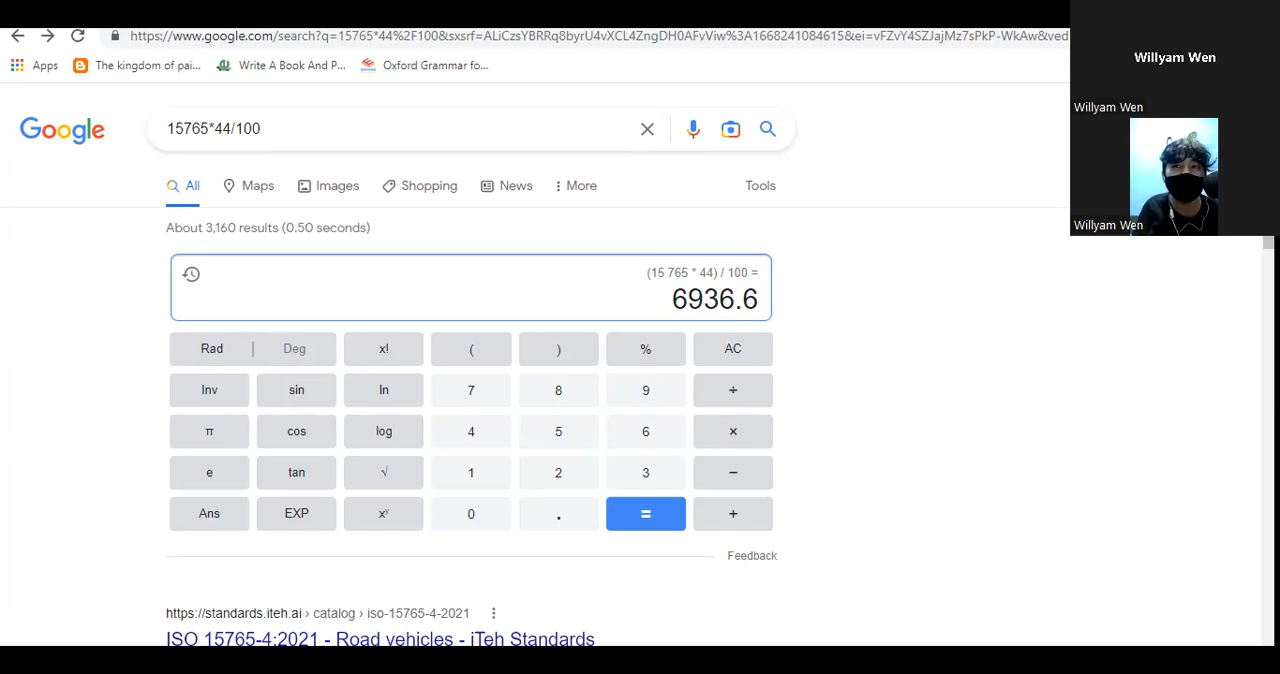 https://www.google.com/search?q=15765*44%2F100&sxsrf=ALiCzsYBRRq8byrU4vXCL4ZngDH0AFvViw%3A1668241084615&ei=vFZvY4SZJajMz7sPkP-WkAw&ved
Willyam Wen
Apps
The kingdom of pai...
Write A Book And P...
Oxford Grammar fo...
Willyam Wen
Google
15765*44/100
All
Maps
Images
Shopping
News
More
Tools
Willyam Wen
About 3,160 results (0.50 seconds)
(15 765 * 44) / 100 =
6936.6
Rad | Deg x! ( ) % AC
Inv sin ln 7 8 9 ÷
π cos log 4 5 6 ×
e tan √ 1 2 3 −
Ans EXP xʸ 0 . = +
Feedback
https://standards.iteh.ai › catalog › iso-15765-4-2021
ISO 15765-4:2021 - Road vehicles - iTeh Standards